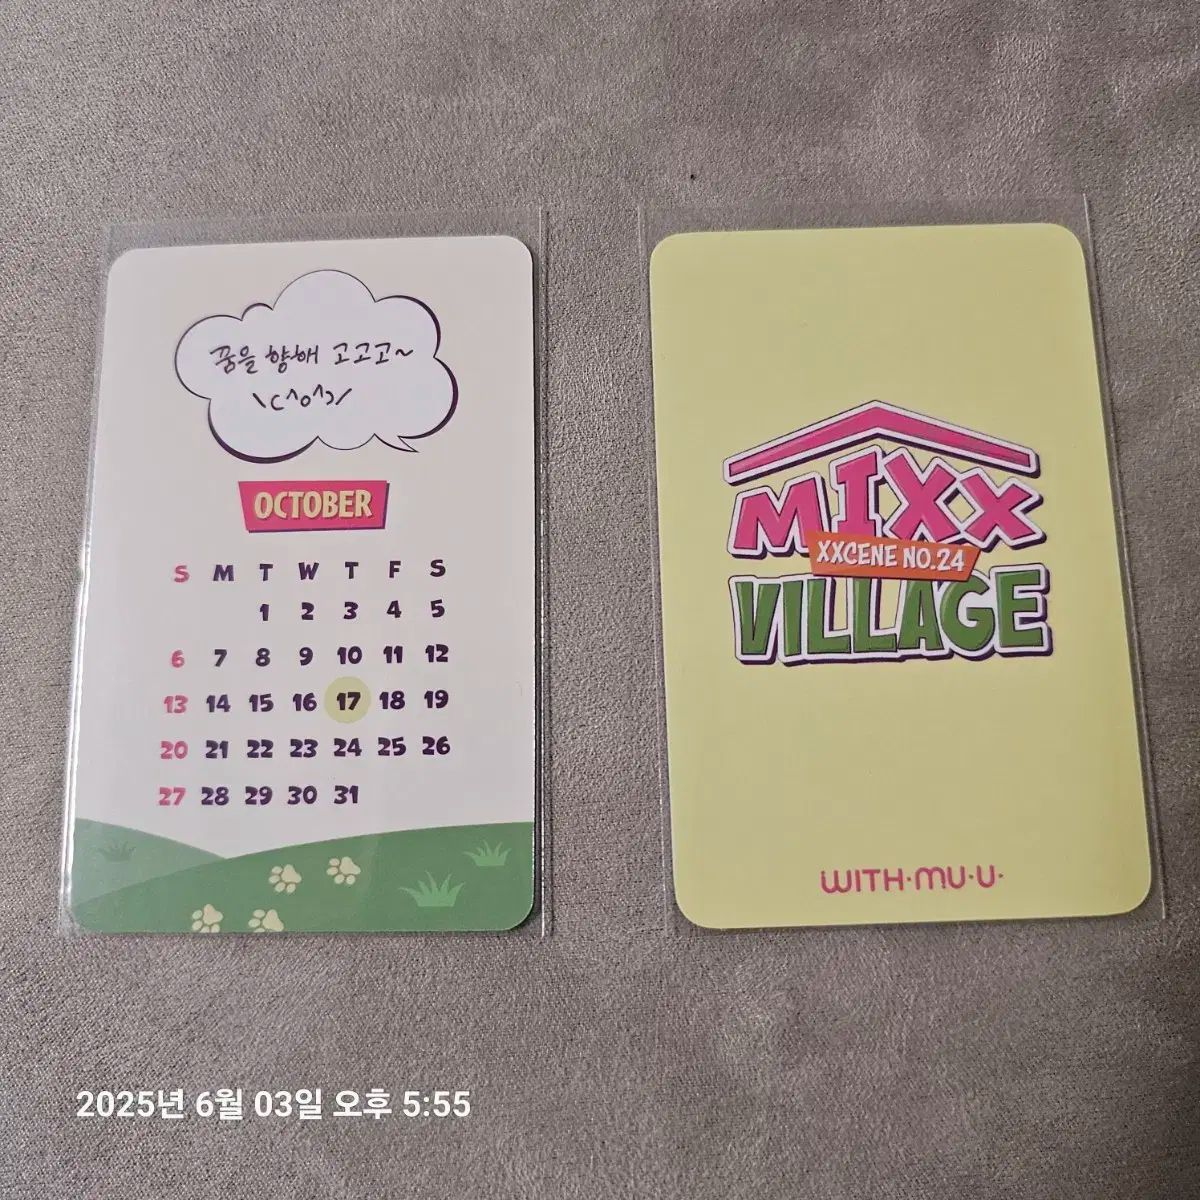 꿈을 향해 고고고~
\(^o^)/
OCTOBER
S M T W T F S
1 2 3 4 5
6 7 8 9 10 11 12
13 14 15 16 17 18 19
20 21 22 23 24 25 26
27 28 29 30 31
MIXX
XXCENE NO.24
VILLAGE
WITH·MU·U·
2025년 6월 03일 오후 5:55